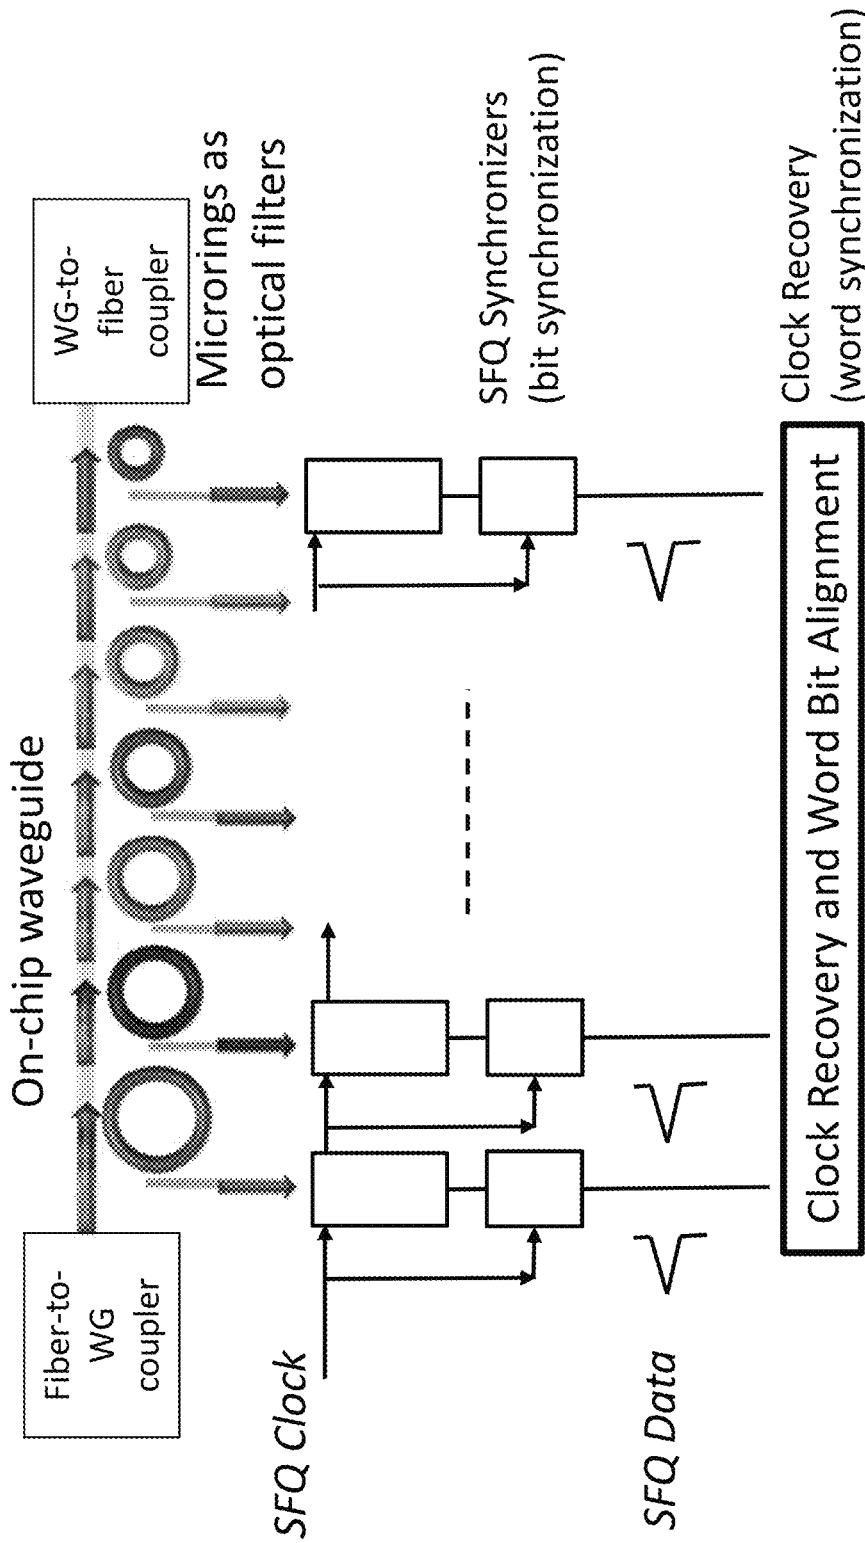 On-chip waveguide
Fiber-to-
WG
coupler
WG-to-
fiber
coupler
Microrings as
optical filters
SFQ Clock
SFQ Synchronizers
(bit synchronization)
SFQ Data
Clock Recovery
(word synchronization)
Clock Recovery and Word Bit Alignment